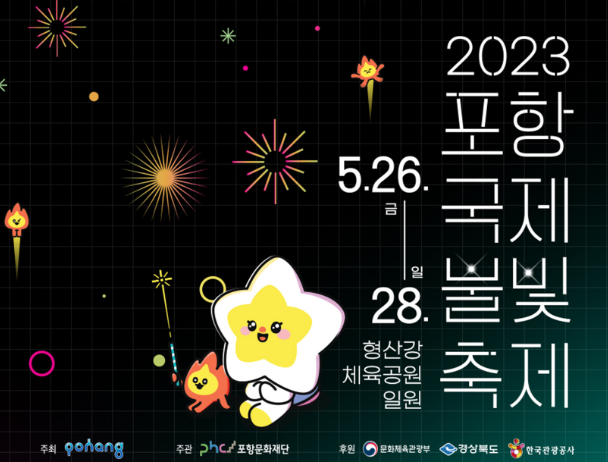 2023
포항
국제
불빛
축제
5.26.
금
일
28.
형산강
체육공원
일원
주최 pohang
주관 phcf 포항문화재단
후원 문화체육관광부 경상북도 한국관광공사